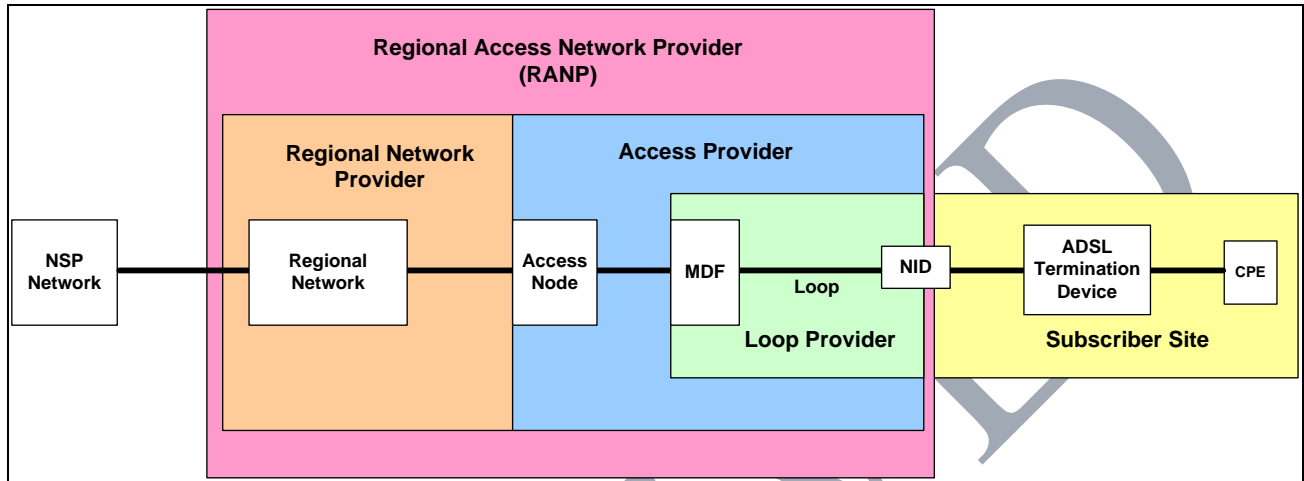 Regional Access Network Provider
(RANP)
Regional Network
Provider
Access Provider
NSP
Network
Regional
Network
Access
Node
MDF
Loop
NID
ADSL
Termination
Device
CPE
Loop Provider
Subscriber Site